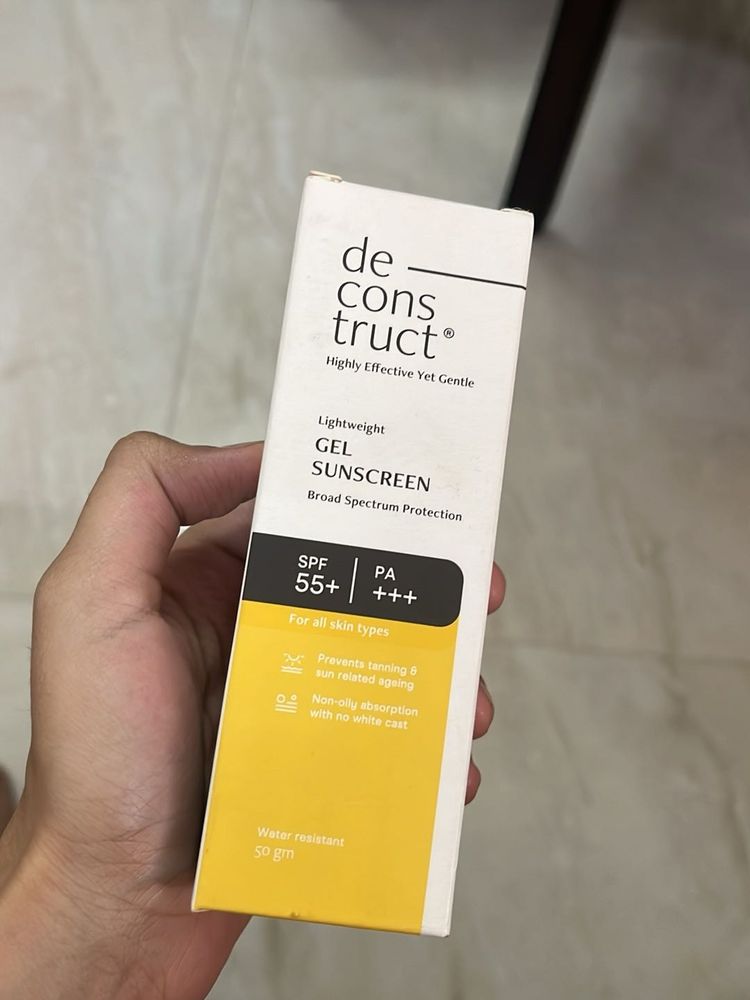 de
cons
truct®
Highly Effective Yet Gentle
Lightweight
GEL
SUNSCREEN
Broad Spectrum Protection
SPF
55+
PA
+++
For all skin types
Prevents tanning &
sun related ageing
Non-oily absorption
with no white cast
Water resistant
50 gm